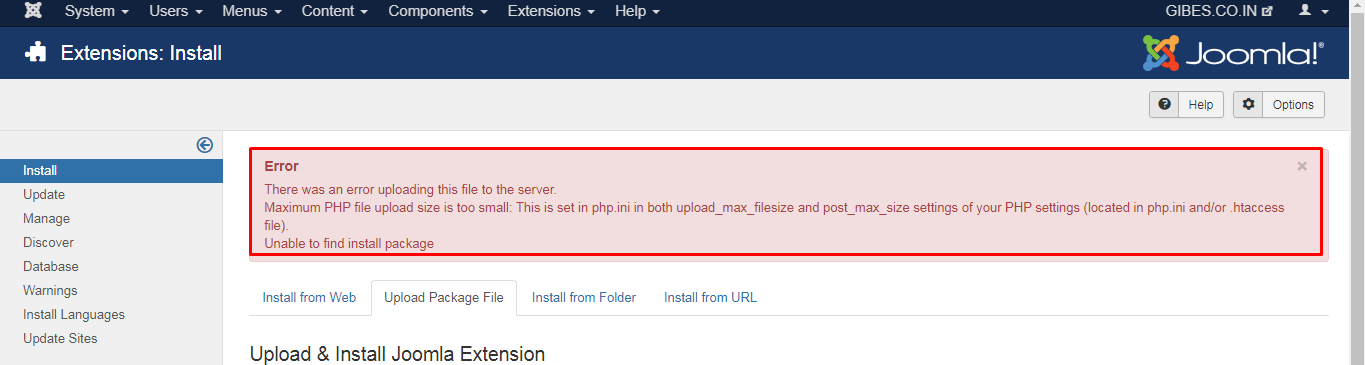 System Users Menus Content Components Extensions Help GIBES.CO.IN
Extensions: Install Joomla!®
Help Options
Install
Update
Manage
Discover
Database
Warnings
Install Languages
Update Sites
Error ×
There was an error uploading this file to the server.
Maximum PHP file upload size is too small: This is set in php.ini in both upload_max_filesize and post_max_size settings of your PHP settings (located in php.ini and/or .htaccess
file).
Unable to find install package
Install from Web Upload Package File Install from Folder Install from URL
Upload & Install Joomla Extension